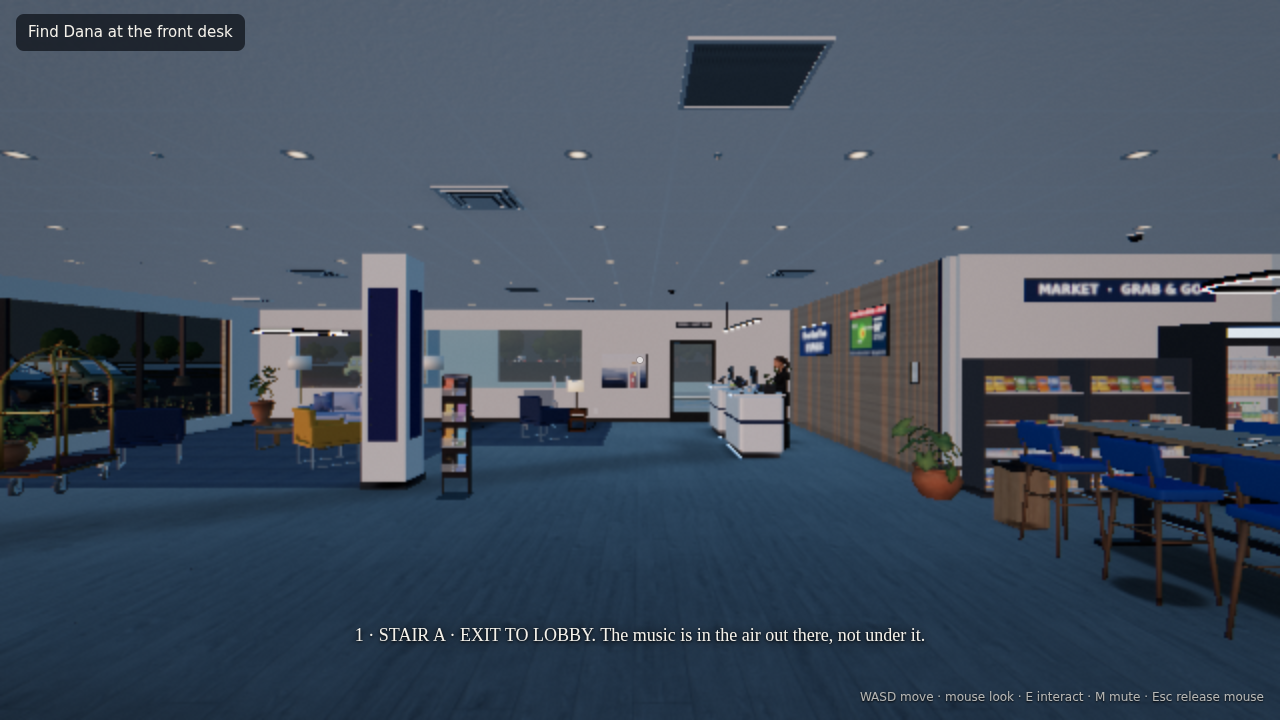 Find Dana at the front desk
MARKET · GRAB & GO
1 · STAIR A · EXIT TO LOBBY. The music is in the air out there, not under it.
WASD move · mouse look · E interact · M mute · Esc release mouse